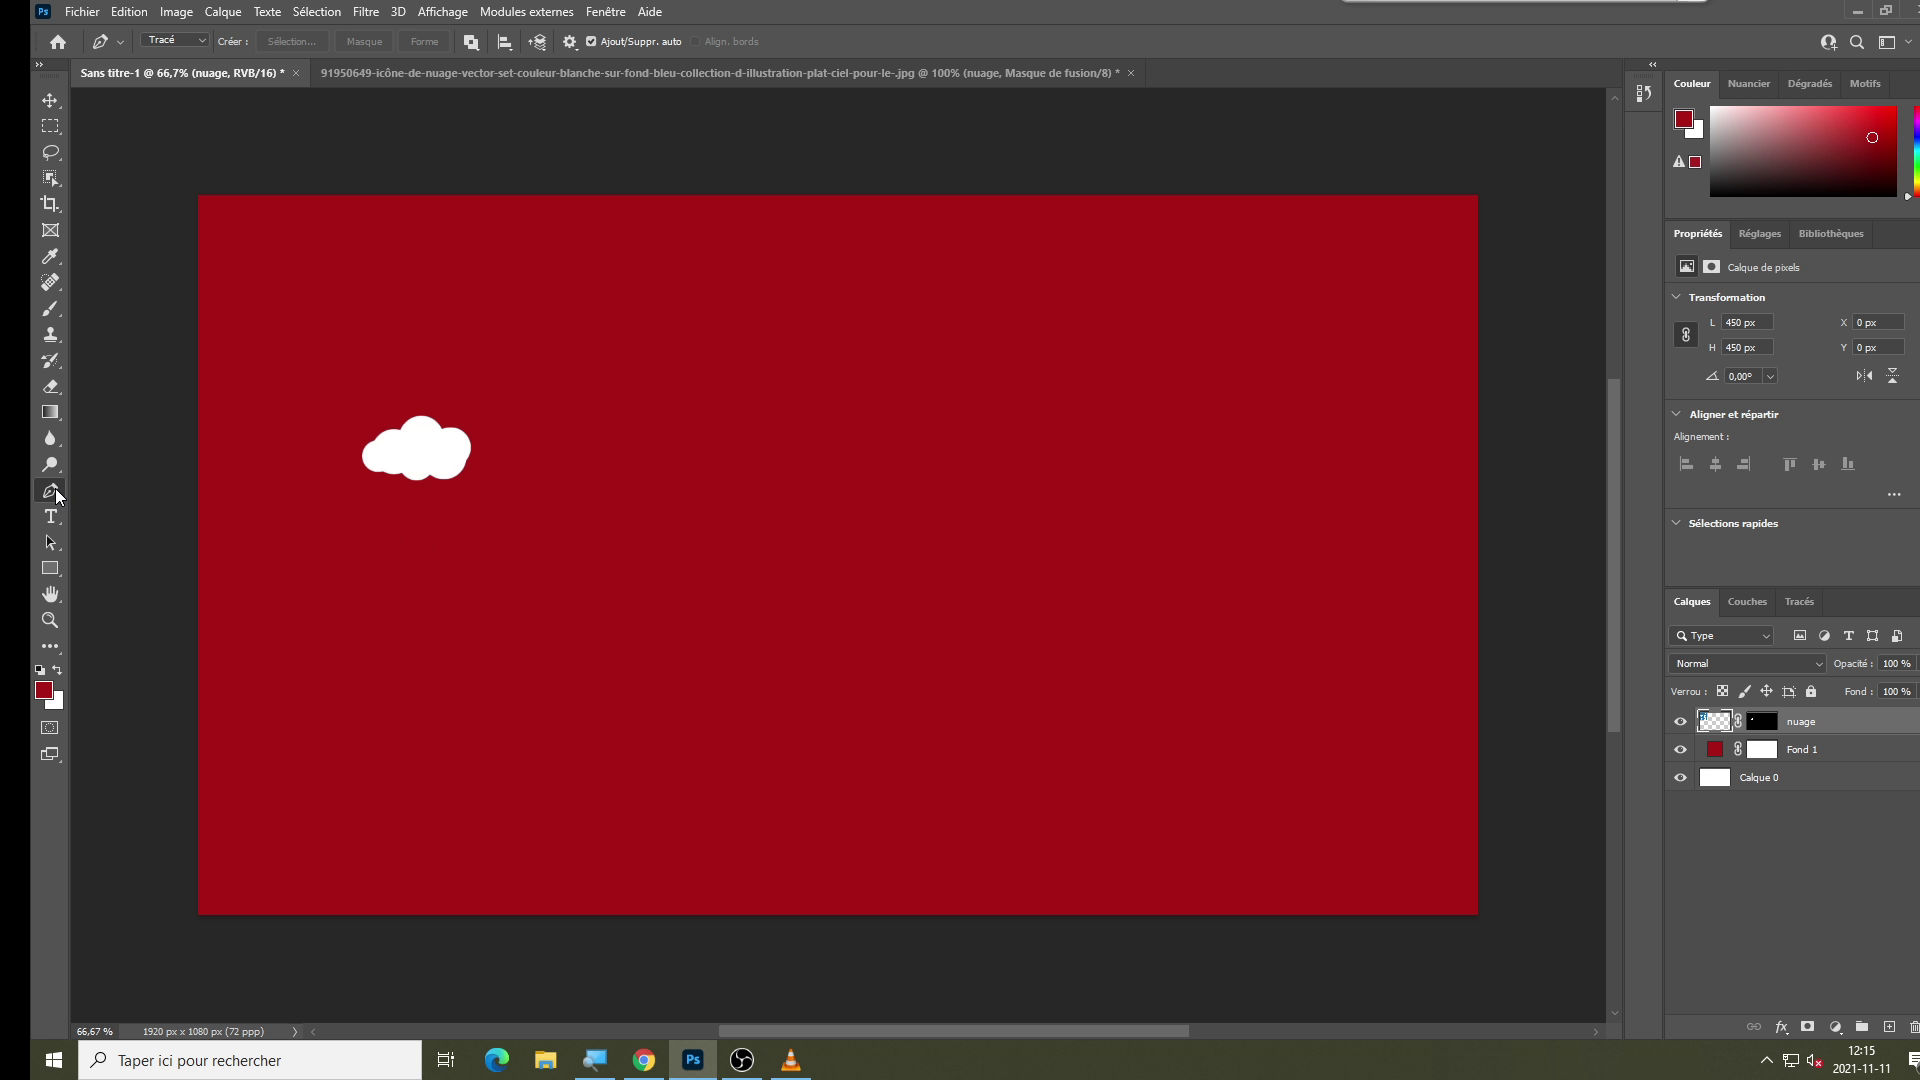 Ps Fichier Edition Image Calque Texte Sélection Filtre 3D Affichage Modules externes Fenêtre Aide
Tracé Créer : Sélection... Masque Forme Ajout/Suppr. auto Align. bords
Sans titre-1 @ 66,7% (nuage, RVB/16) * × 91950649-icône-de-nuage-vector-set-couleur-blanche-sur-fond-bleu-collection-d-illustration-plat-ciel-pour-le-.jpg @ 100% (nuage, Masque de fusion/8) * ×
Couleur Nuancier Dégradés Motifs
Propriétés Réglages Bibliothèques
Calque de pixels
Transformation
L 450 px X 0 px
H 450 px Y 0 px
0,00°
Aligner et répartir
Alignement :
Sélections rapides
Calques Couches Tracés
Type
Normal Opacité : 100 %
Verrou : Fond : 100 %
nuage
Fond 1
Calque 0
66,67 % 1920 px x 1080 px (72 ppp)
Taper ici pour rechercher
Ps
12:15
2021-11-11